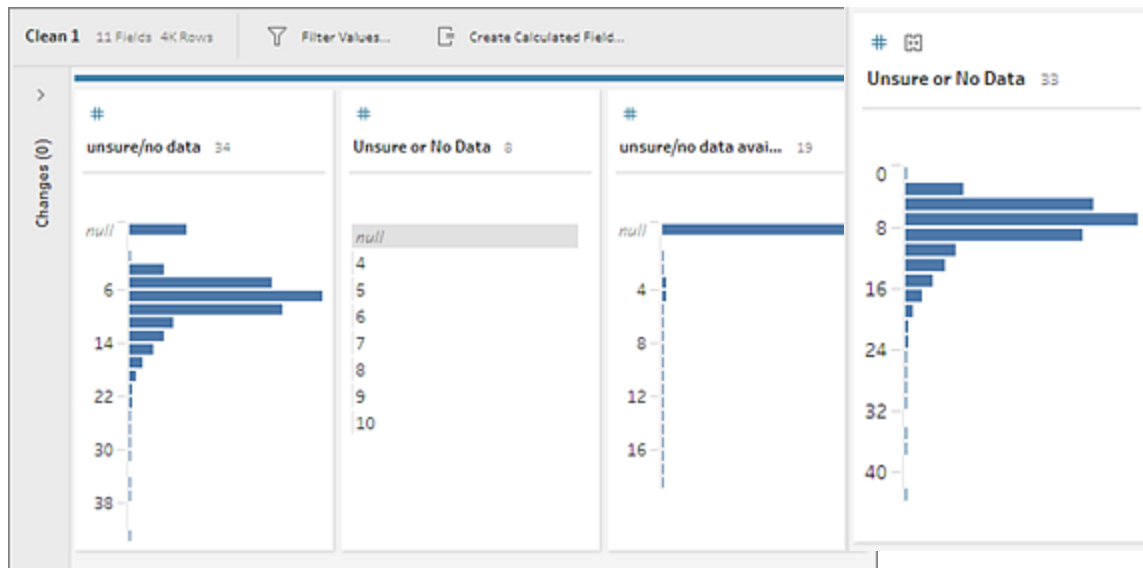 Clean 1 11 Fields 4K Rows Filter Values... Create Calculated Field...
Changes (0)
unsure/no data 34
null
6
14
22
30
38
Unsure or No Data 8
null
4
5
6
7
8
9
10
unsure/no data avai... 19
null
4
8
12
16
Unsure or No Data 33
0
8
16
24
32
40